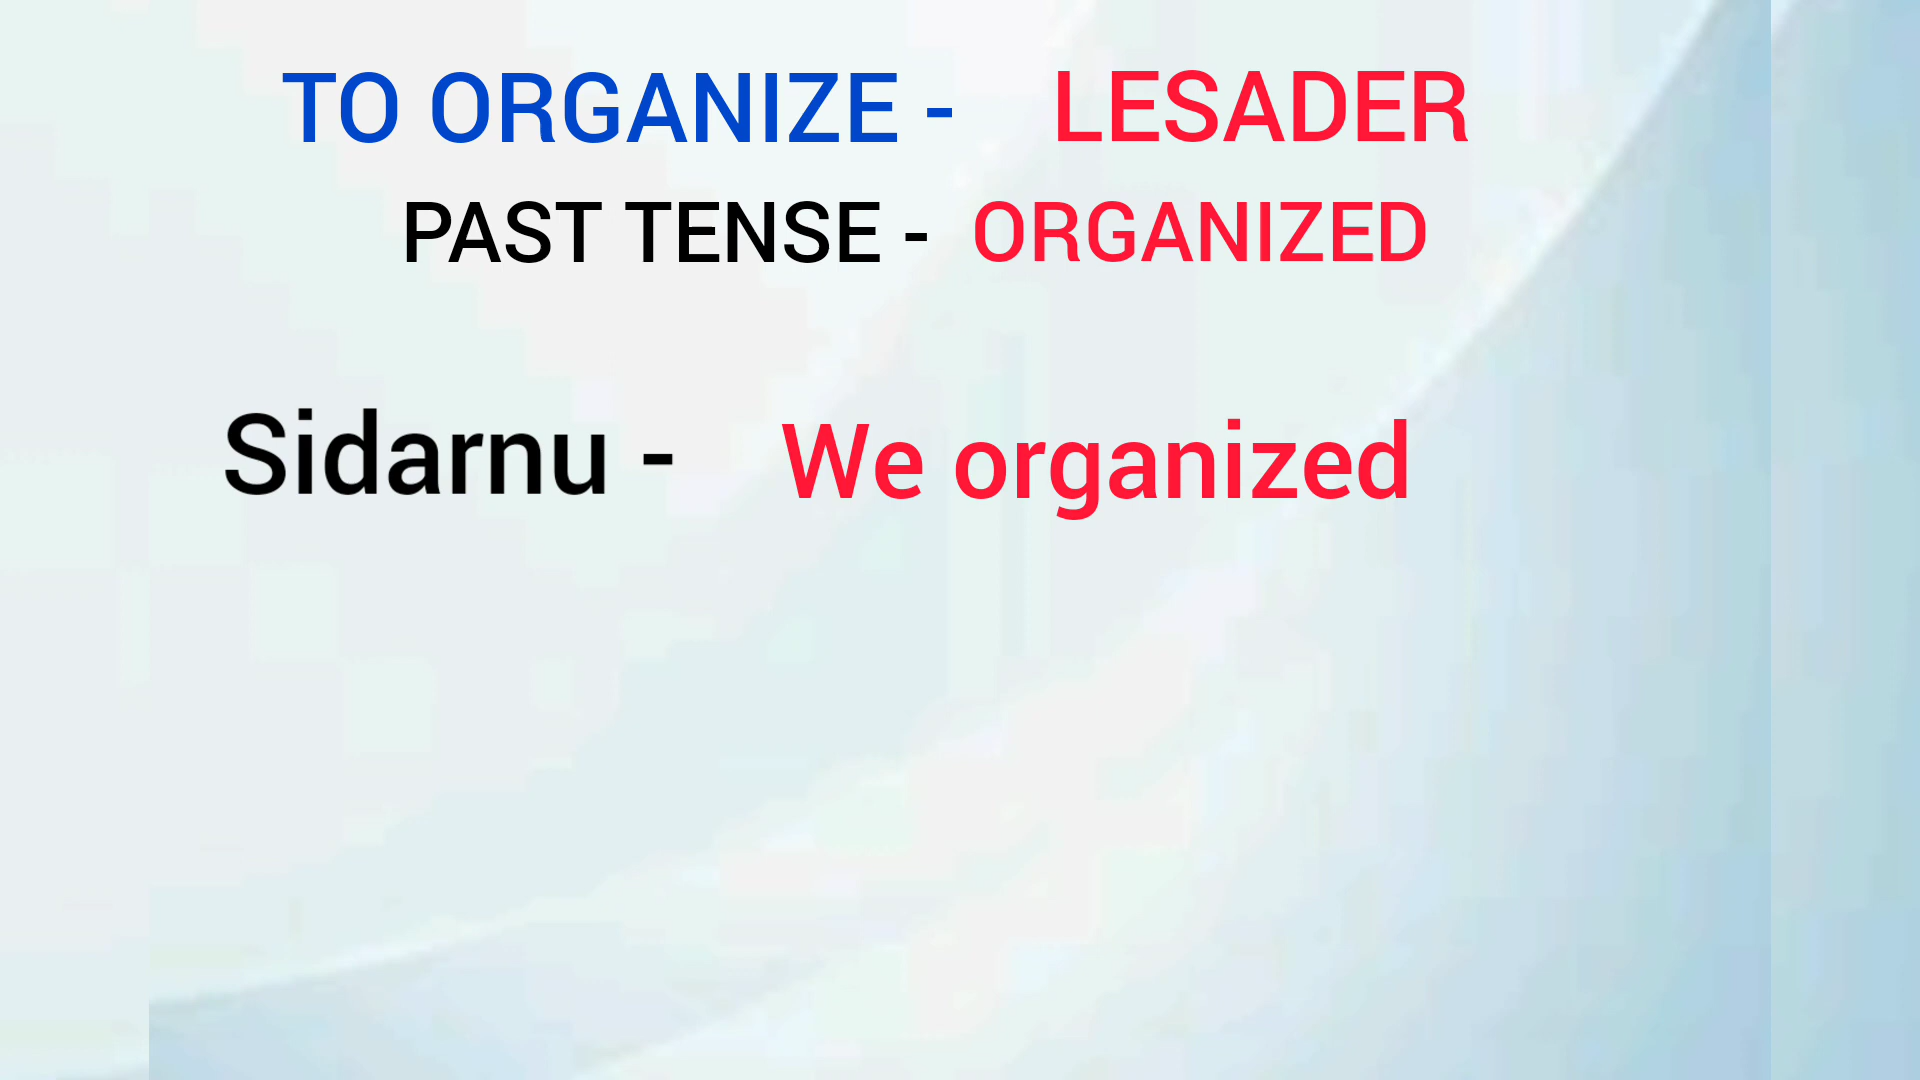 TO ORGANIZE - LESADER
PAST TENSE - ORGANIZED
Sidarnu - We organized